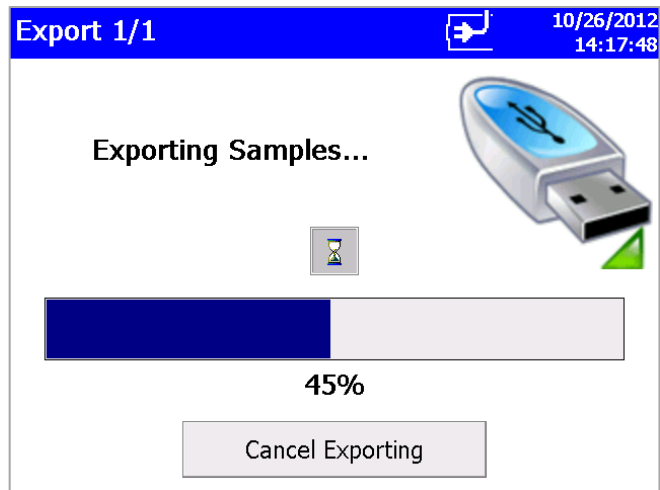 Export 1/1
10/26/2012
14:17:48
Exporting Samples...
45%
Cancel Exporting